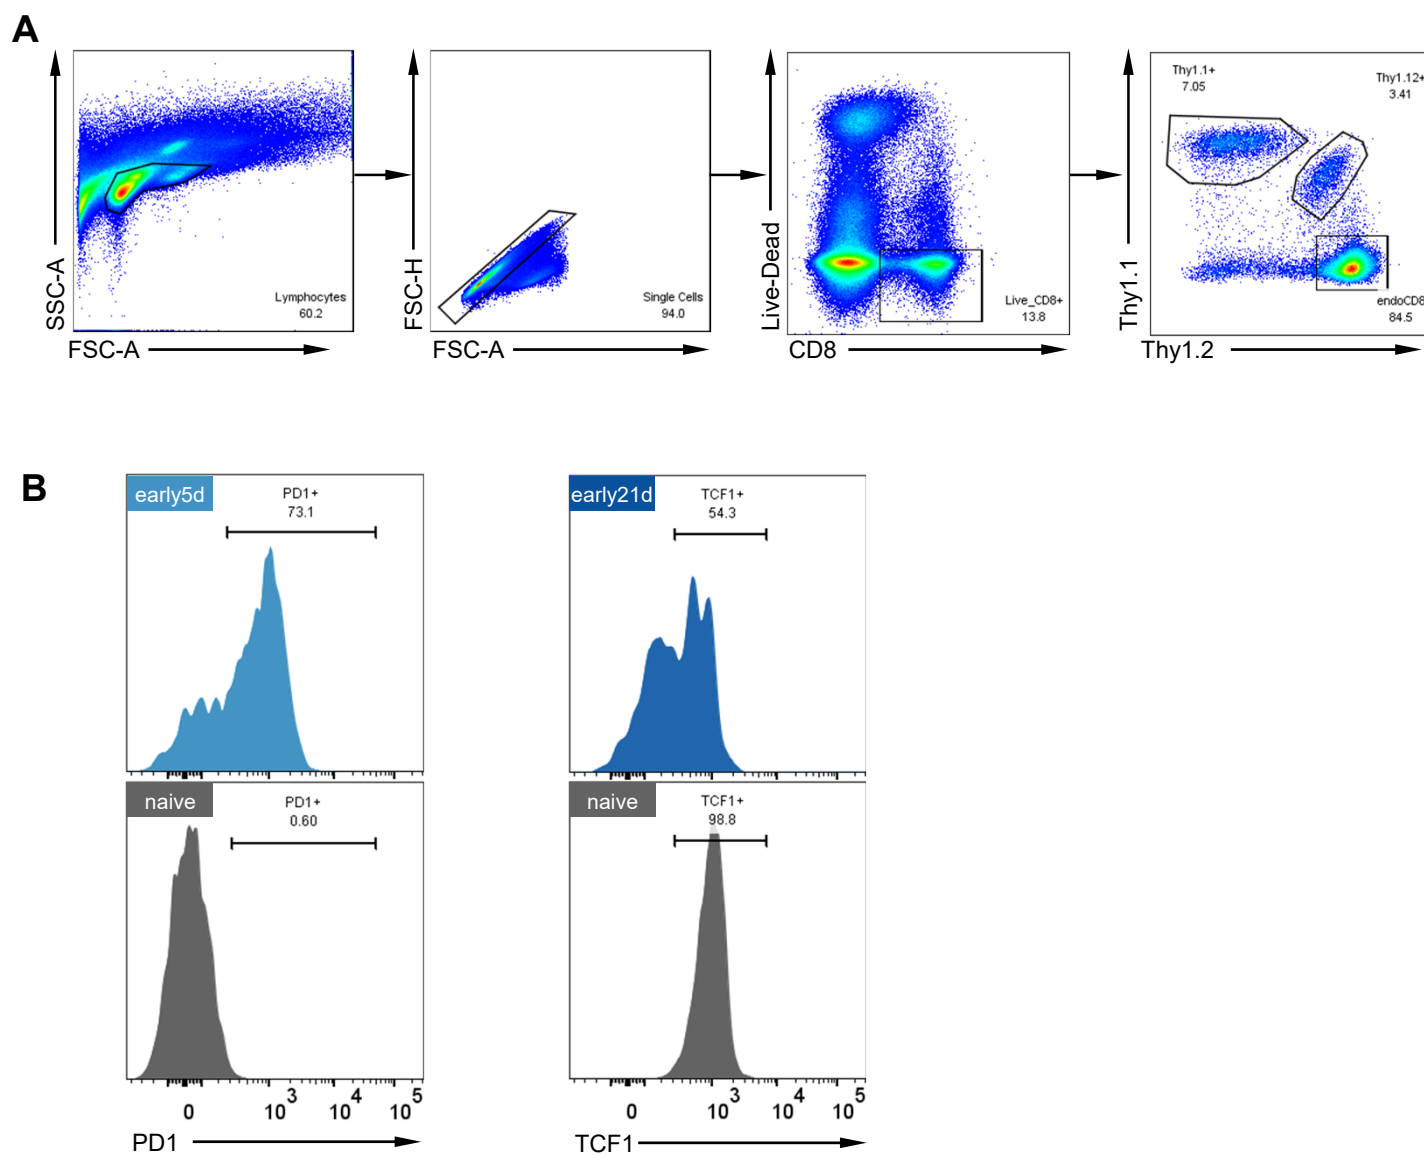 A
SSC-A
Lymphocytes
60.2
FSC-A
FSC-H
Single Cells
94.0
FSC-A
Live-Dead
Live_CD8+
13.8
CD8
Thy1.1
Thy1.1+
7.05
Thy1.12+
3.41
endoCD8
84.5
Thy1.2
B
early5d
PD1+
73.1
early21d
TCF1+
54.3
naive
PD1+
0.60
naive
TCF1+
98.8
0 10^3 10^4 10^5
PD1
0 10^3 10^4 10^5
TCF1